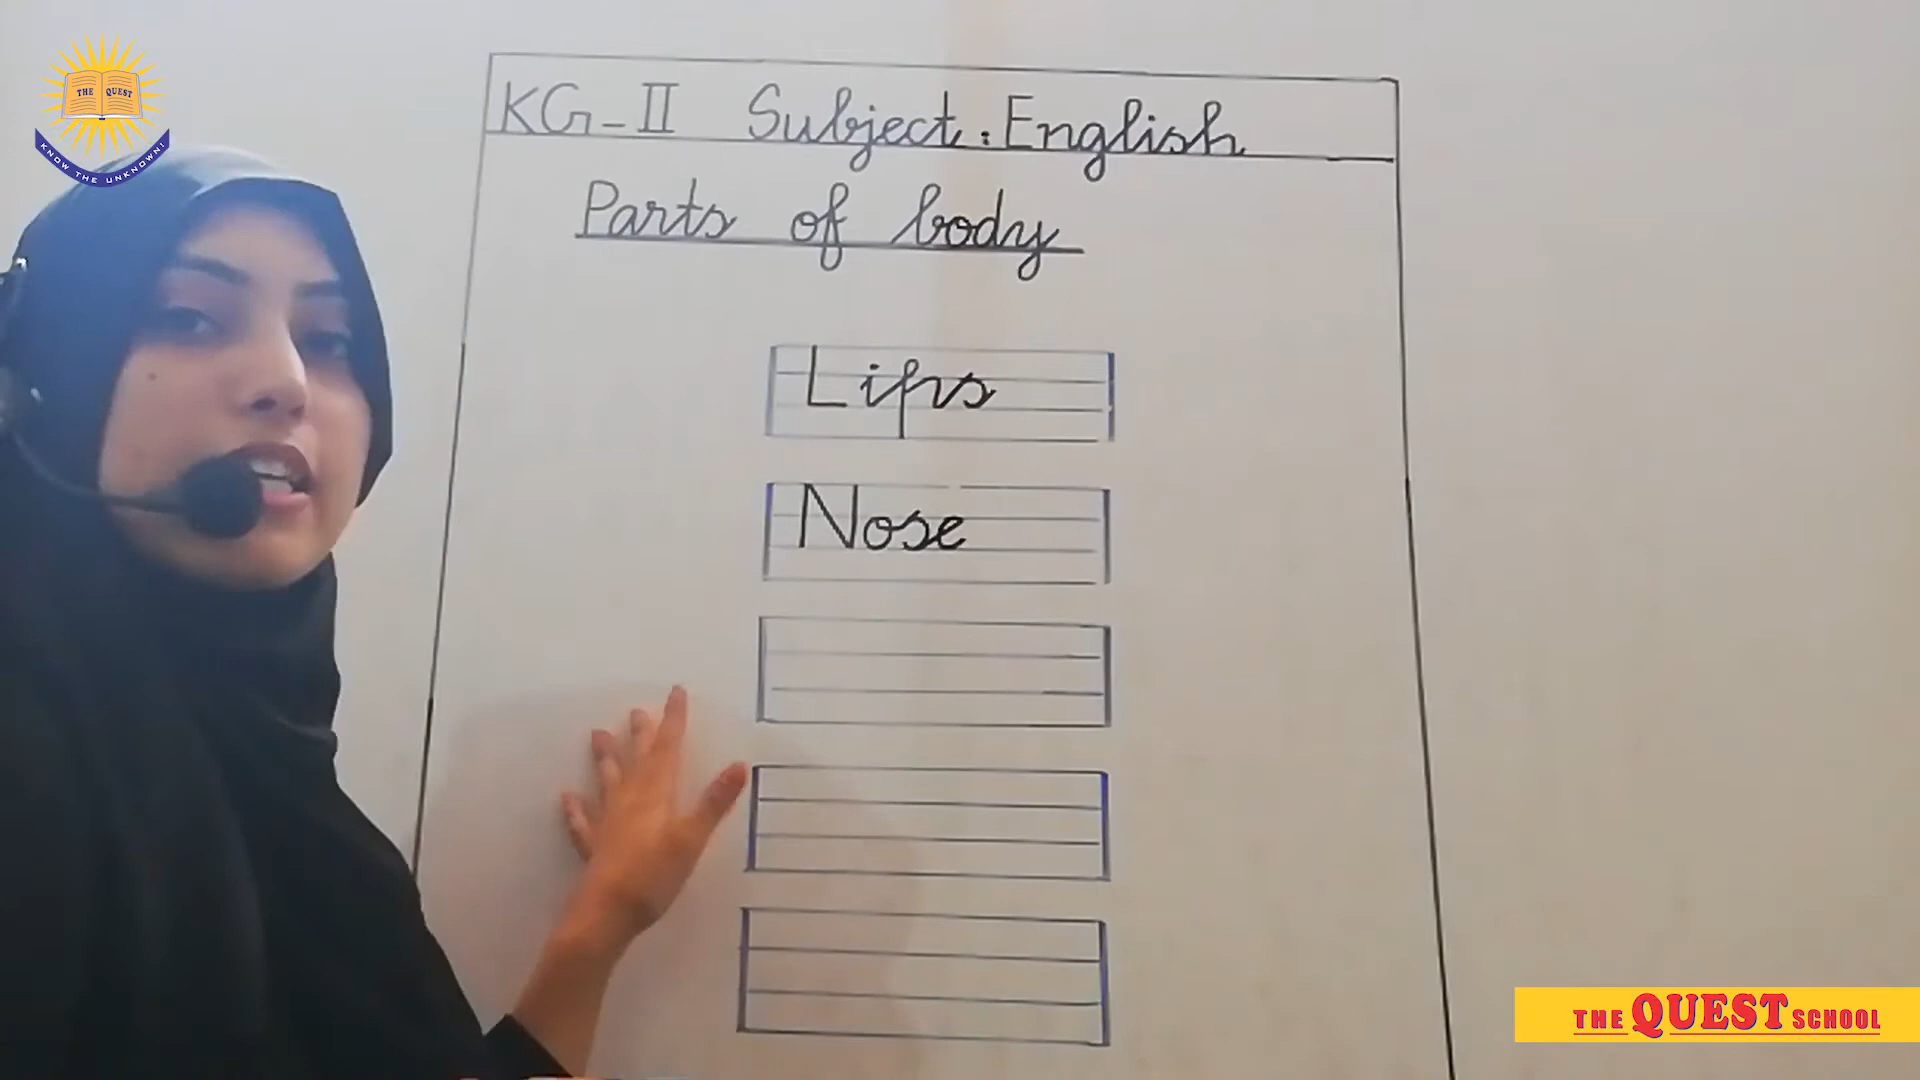 THE QUEST
KNOW THE UNKNOWN!
KG-II Subject: English
Parts of body
Lips
Nose
THE QUEST SCHOOL